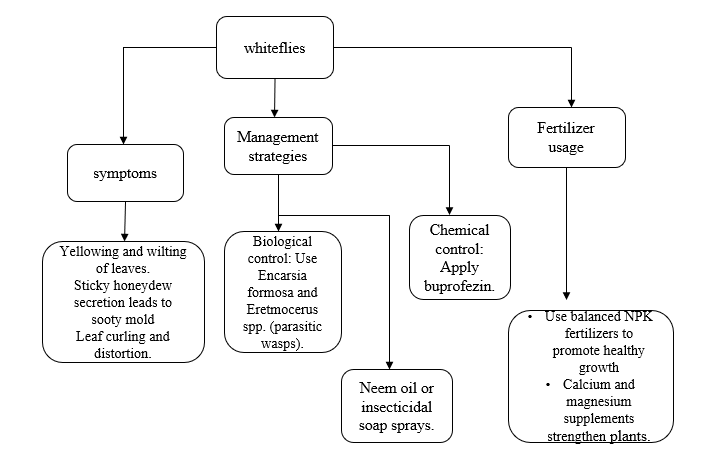 whiteflies
symptoms
Management
strategies
Fertilizer
usage
Yellowing and wilting
of leaves.
Sticky honeydew
secretion leads to
sooty mold
Leaf curling and
distortion.
Biological
control: Use
Encarsia
formosa and
Eretmocerus
spp. (parasitic
wasps).
Chemical
control:
Apply
buprofezin.
Neem oil or
insecticidal
soap sprays.
• Use balanced NPK
fertilizers to
promote healthy
growth
• Calcium and
magnesium
supplements
strengthen plants.